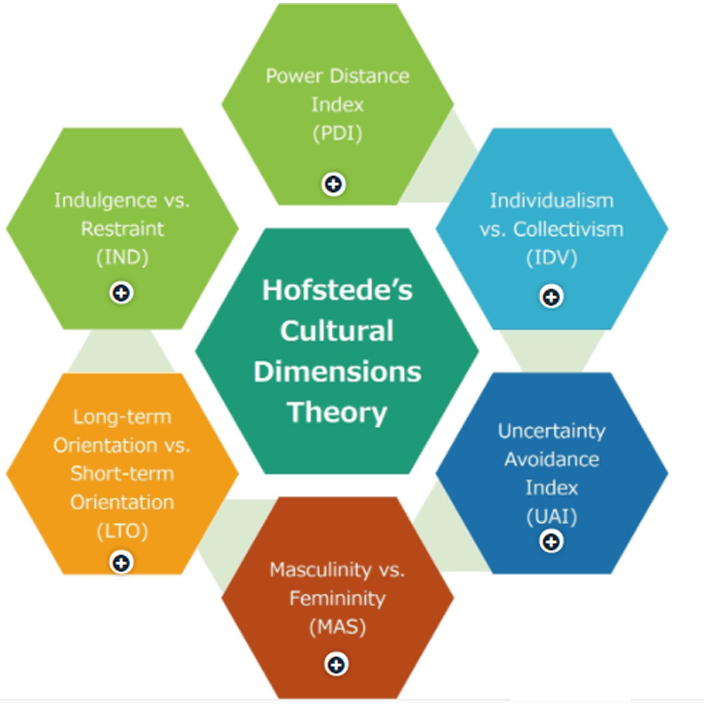 Power Distance
Index
(PDI)
Individualism
vs. Collectivism
(IDV)
Uncertainty
Avoidance
Index
(UAI)
Masculinity vs.
Femininity
(MAS)
Long-term
Orientation vs.
Short-term
Orientation
(LTO)
Indulgence vs.
Restraint
(IND)
Hofstede’s
Cultural
Dimensions
Theory